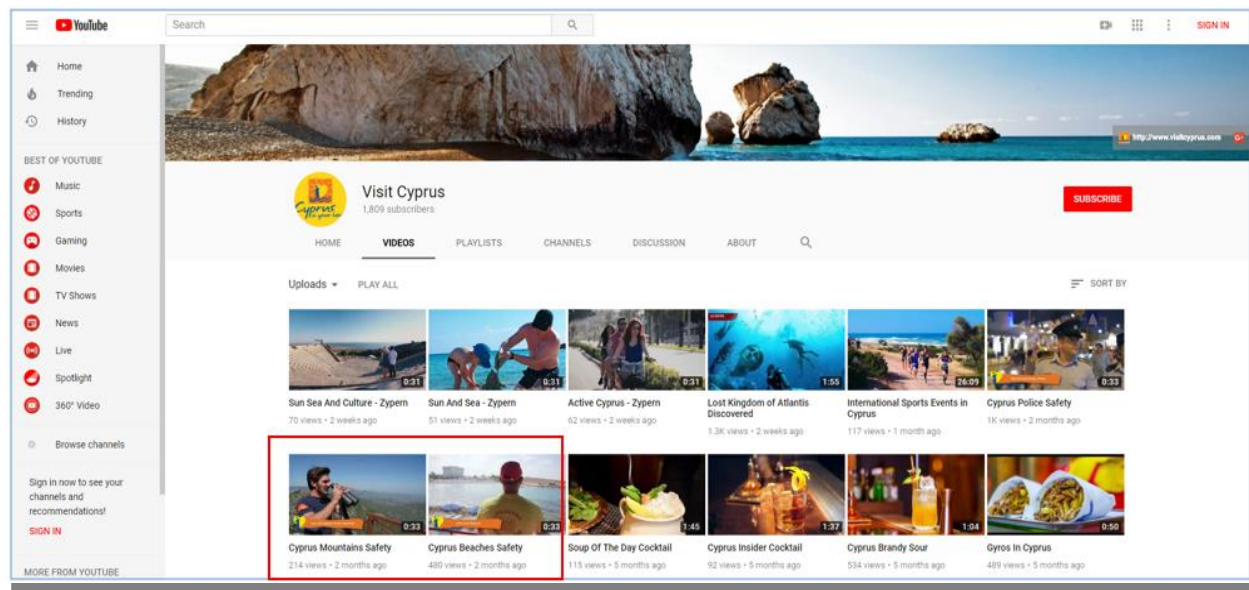 YouTube
Search
SIGN IN
Home
Trending
History
http://www.visitcyprus.com
BEST OF YOUTUBE
Music
Sports
Gaming
Movies
TV Shows
News
Live
Spotlight
360° Video
Browse channels
Sign in now to see your
channels and
recommendations!
SIGN IN
MORE FROM YOUTUBE
Visit Cyprus
1,809 subscribers
SUBSCRIBE
HOME VIDEOS PLAYLISTS CHANNELS DISCUSSION ABOUT
Uploads PLAY ALL SORT BY
0:31 0:31 0:31 1:55 26:09 0:33
Sun Sea And Culture - Zypern
70 views • 2 weeks ago
Sun And Sea - Zypern
51 views • 2 weeks ago
Active Cyprus - Zypern
62 views • 2 weeks ago
Lost Kingdom of Atlantis
Discovered
1.3K views • 2 weeks ago
International Sports Events in
Cyprus
117 views • 1 month ago
Cyprus Police Safety
1K views • 2 months ago
0:33 0:33 1:45 1:37 1:04 0:50
Cyprus Mountains Safety
214 views • 2 months ago
Cyprus Beaches Safety
480 views • 2 months ago
Soup Of The Day Cocktail
115 views • 5 months ago
Cyprus Insider Cocktail
92 views • 5 months ago
Cyprus Brandy Sour
534 views • 5 months ago
Gyros In Cyprus
489 views • 5 months ago